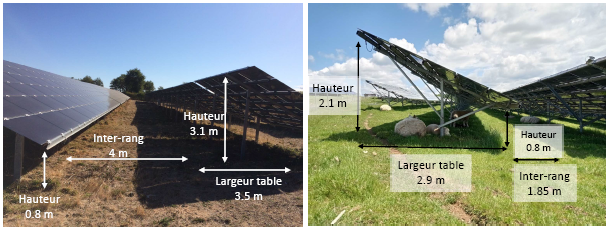 Hauteur
3.1 m
Inter-rang
4 m
Largeur table
3.5 m
Hauteur
0.8 m
Hauteur
2.1 m
Hauteur
0.8 m
Largeur table
2.9 m
Inter-rang
1.85 m